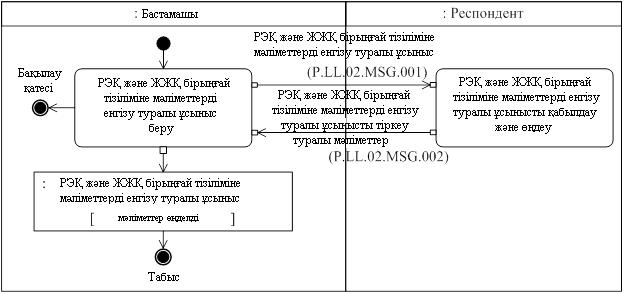 : Бастамашы
: Респондент
РЭҚ және ЖЖҚ бірыңғай тізіліміне
мәліметтерді енгізу туралы ұсыныс
(P.LL.02.MSG.001)
Бақылау
қатесі
РЭҚ және ЖЖҚ бірыңғай
тізіліміне мәліметтерді
енгізу туралы ұсыныс
беру
РЭҚ және ЖЖҚ бірыңғай
тізіліміне мәліметтерді енгізу
туралы ұсынысты тіркеу
туралы мәліметтер
(P.LL.02.MSG.002)
РЭҚ және ЖЖҚ бірыңғай
тізіліміне мәліметтерді енгізу
туралы ұсынысты қабылдау
және өңдеу
: РЭҚ және ЖЖҚ бірыңғай тізіліміне
мәліметтерді енгізу туралы ұсыныс
[ мәліметтер өңделді ]
Табыс